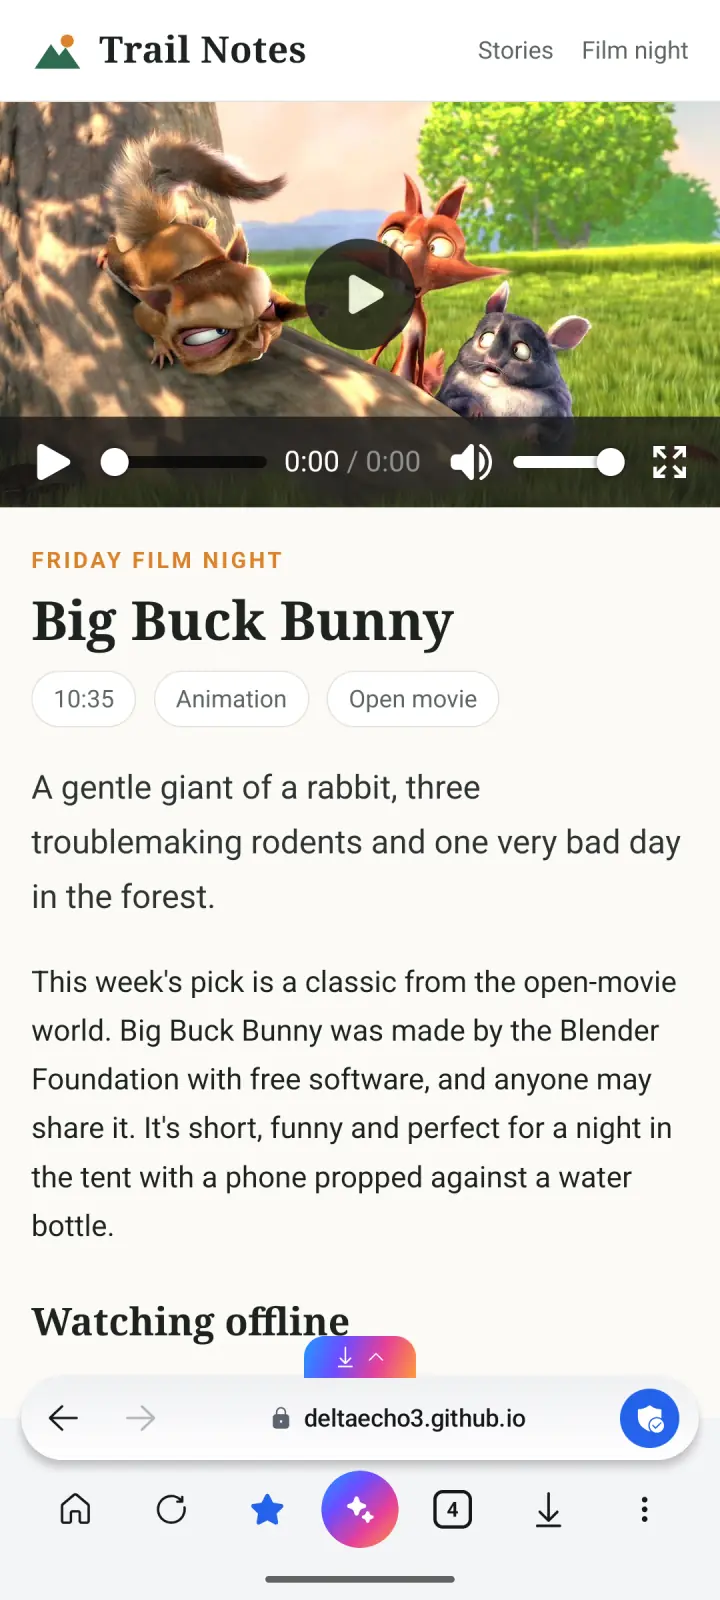 Trail Notes
Stories Film night
0:00 / 0:00
FRIDAY FILM NIGHT
Big Buck Bunny
10:35 Animation Open movie
A gentle giant of a rabbit, three
troublemaking rodents and one very bad day
in the forest.
This week's pick is a classic from the open-movie
world. Big Buck Bunny was made by the Blender
Foundation with free software, and anyone may
share it. It's short, funny and perfect for a night in
the tent with a phone propped against a water
bottle.
Watching offline
deltaecho3.github.io
4